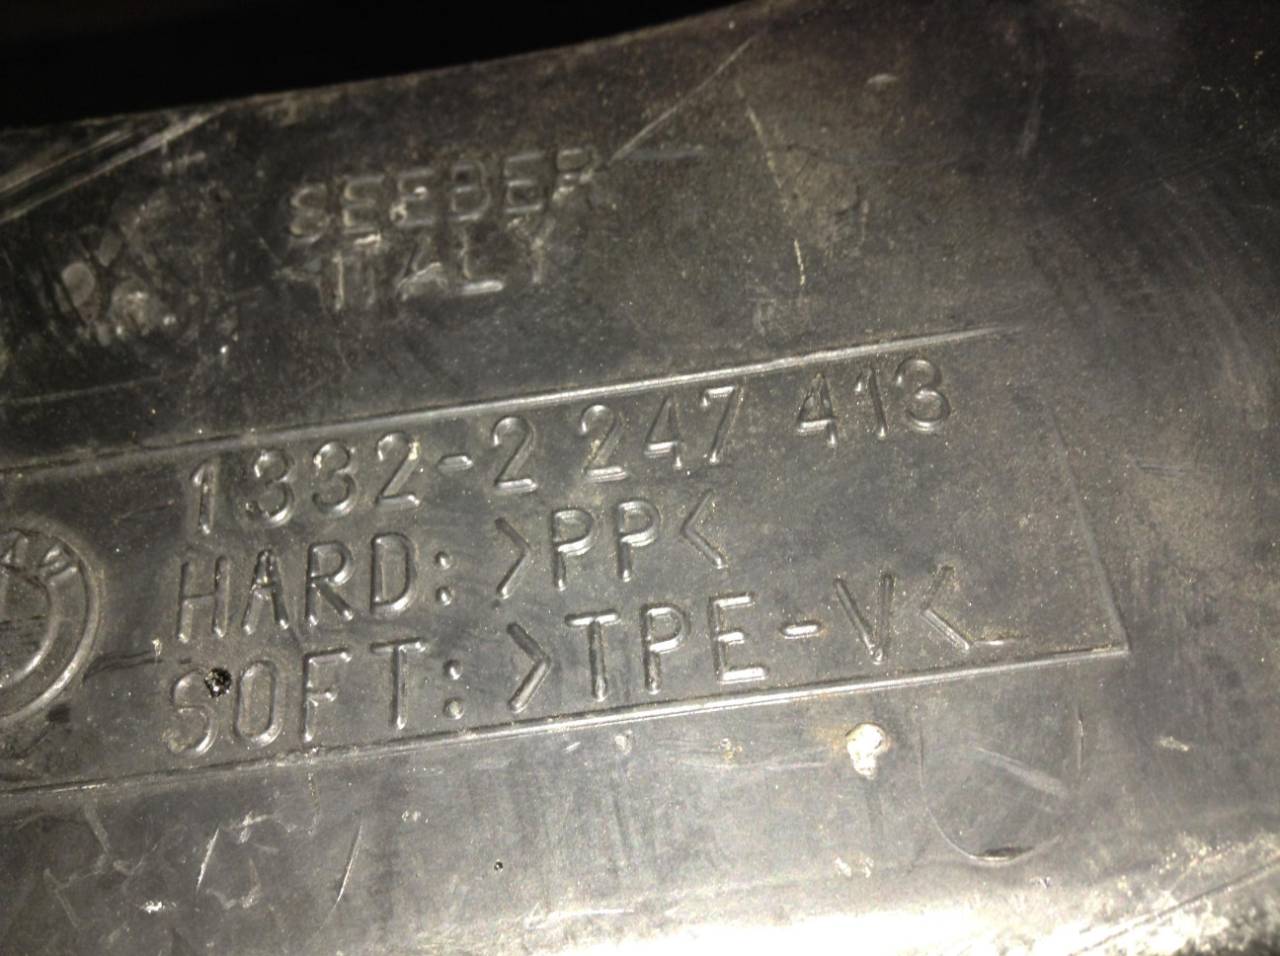 SEEBER
ITALY
1332-2 247 413
HARD: >PP<
SOFT: >TPE-V<